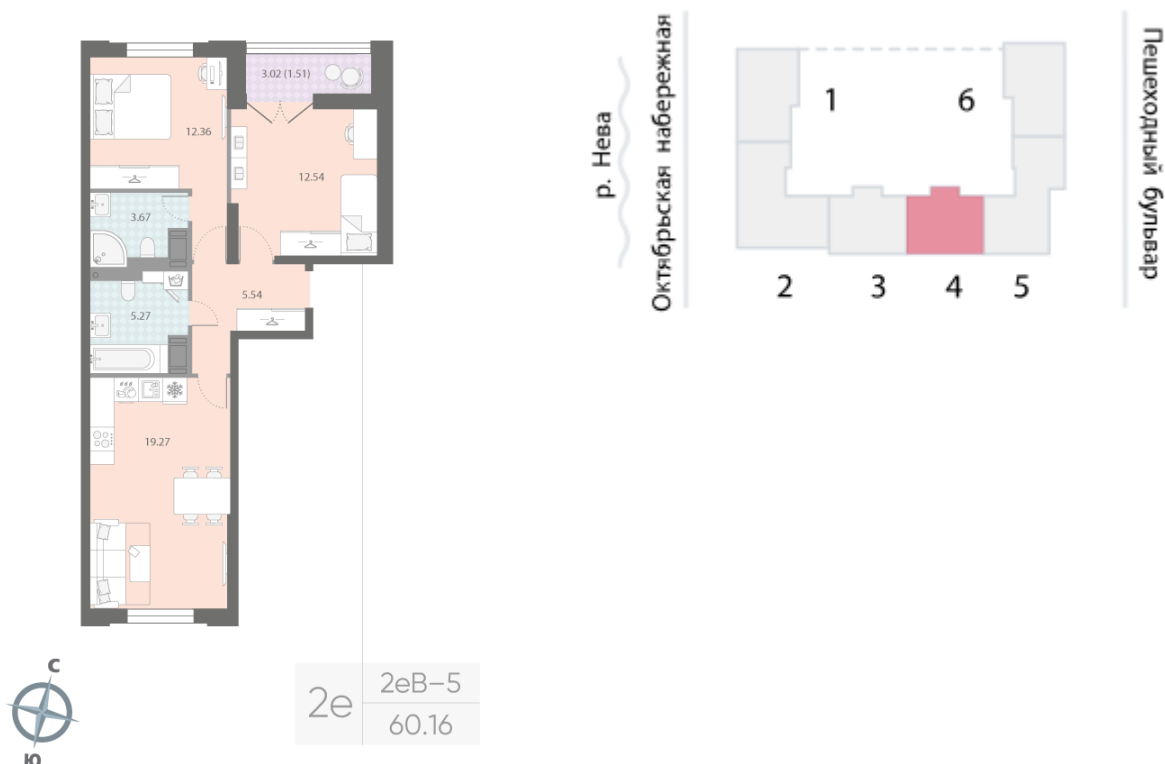 3.02 (1.51)
12.36
12.54
3.67
5.54
5.27
19.27
С
Ю
2е
2еВ–5
60.16
р. Нева
Октябрьская набережная
1
6
2
3
4
5
Пешеходный бульвар